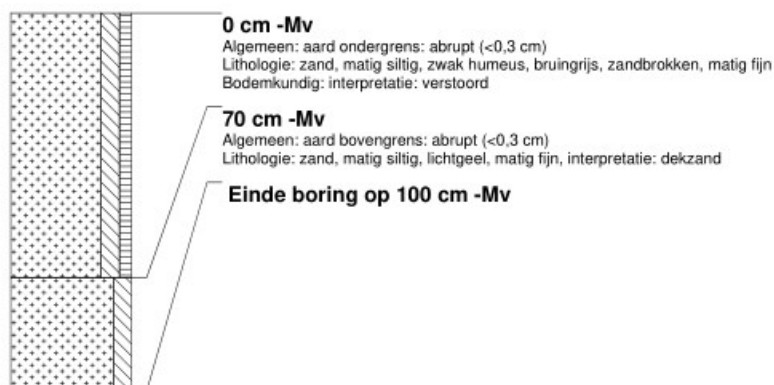 0 cm -Mv
Algemeen: aard ondergrens: abrupt (<0,3 cm)
Lithologie: zand, matig siltig, zwak humeus, bruingrijs, zandbrokken, matig fijn
Bodemkundig: interpretatie: verstoord
70 cm -Mv
Algemeen: aard bovengrens: abrupt (<0,3 cm)
Lithologie: zand, matig siltig, lichtgeel, matig fijn, interpretatie: dekzand
Einde boring op 100 cm -Mv